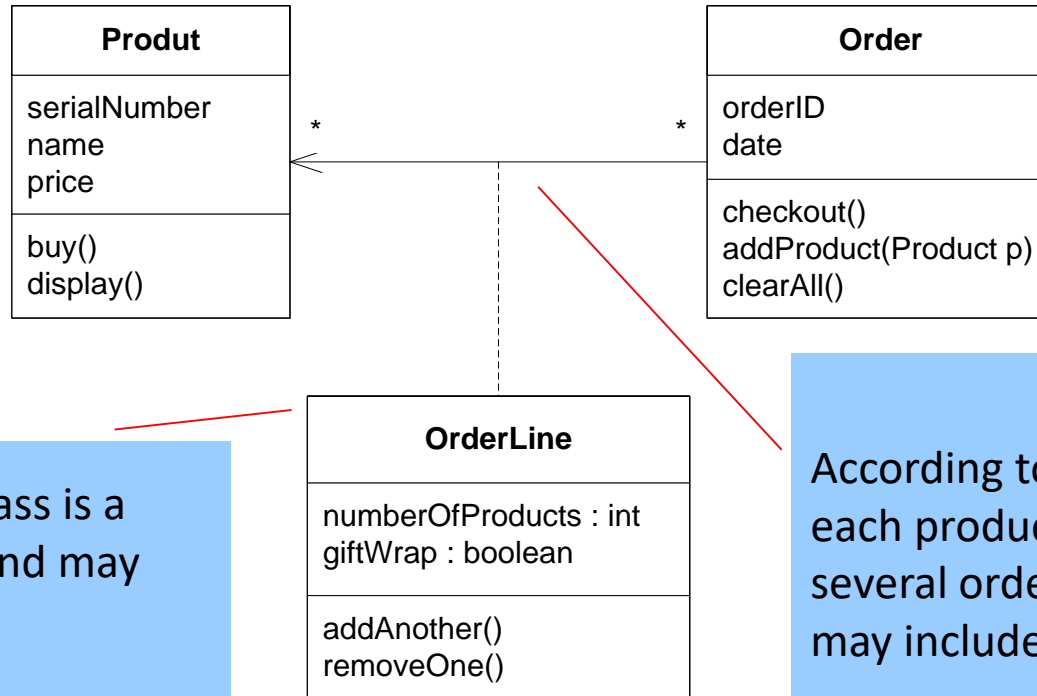 Produt
serialNumber
name
price
buy()
display()
*
*
Order
orderID
date
checkout()
addProduct(Product p)
clearAll()
OrderLine
numberOfProducts : int
giftWrap : boolean
addAnother()
removeOne()
ass is a
nd may
According to
each produc
several orde
may include